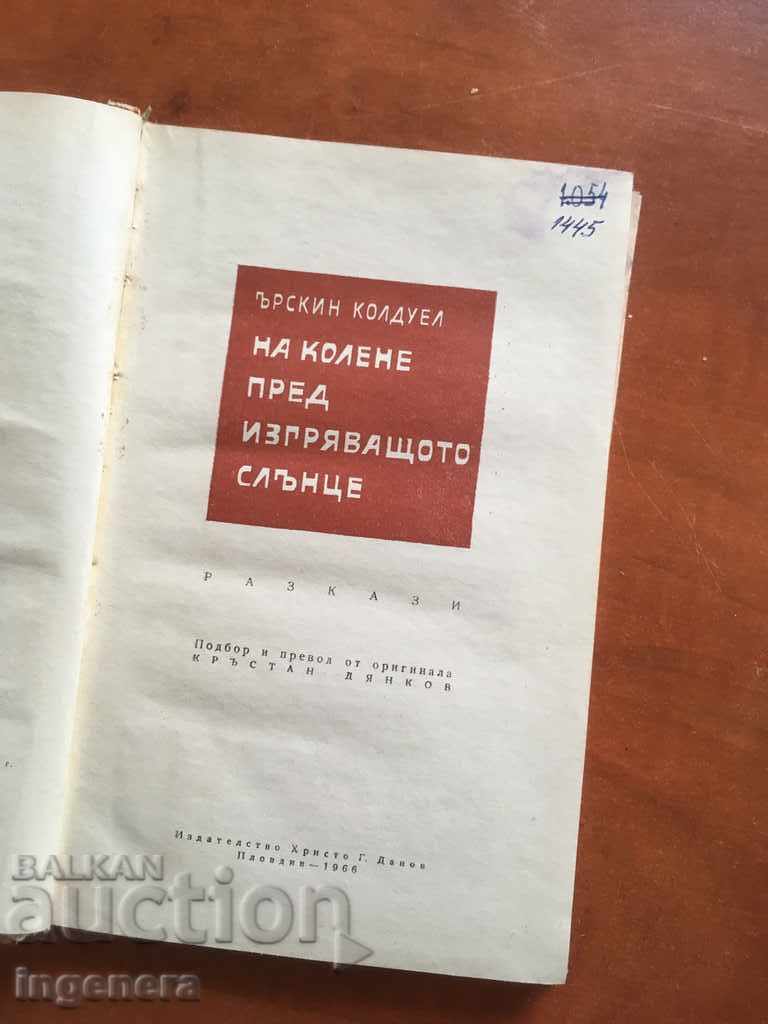 1054
1445
ЪРСКИН КОЛДУЕЛ
НА КОЛЕНЕ
ПРЕД
ИЗГРЯВАЩОТО
СЛЪНЦЕ
РАЗКАЗИ
Подбор и превод от оригинала
КРЪСТАН ДЯНКОВ
г.
Издателство Христо Г. Данов
Пловдив—1966
BALKAN
auction
ingenera